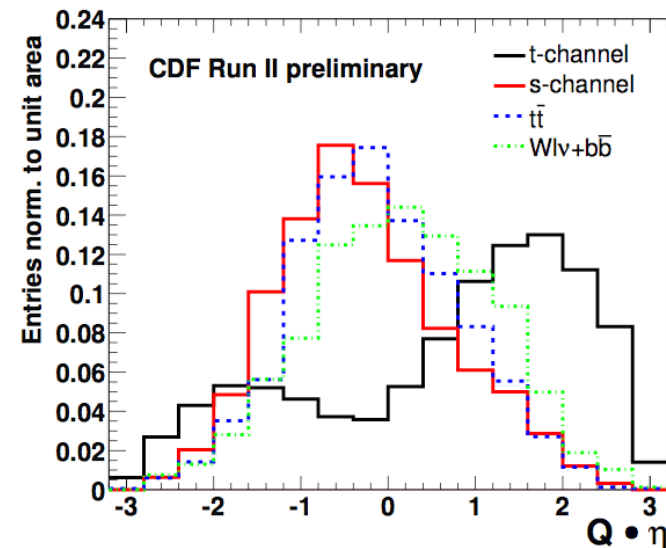 0.24
0.22
0.2
0.18
0.16
0.14
0.12
0.1
0.08
0.06
0.04
0.02
0
Entries norm. to unit area
CDF Run II preliminary
t-channel
s-channel
tt̄
Wlν+bb̄
-3 -2 -1 0 1 2 3
Q • η